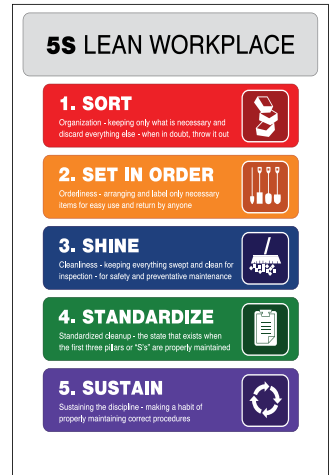 5S LEAN WORKPLACE
1. SORT
Organization - keeping only what is necessary and
discard everything else - when in doubt, throw it out
2. SET IN ORDER
Orderliness - arranging and label only necessary
items for easy use and return by anyone
3. SHINE
Cleanliness - keeping everything swept and clean for
inspection - for safety and preventative maintenance
4. STANDARDIZE
Standardized cleanup - the state that exists when
the first three pillars or "S's" are properly maintained
5. SUSTAIN
Sustaining the discipline - making a habit of
properly maintaining correct procedures